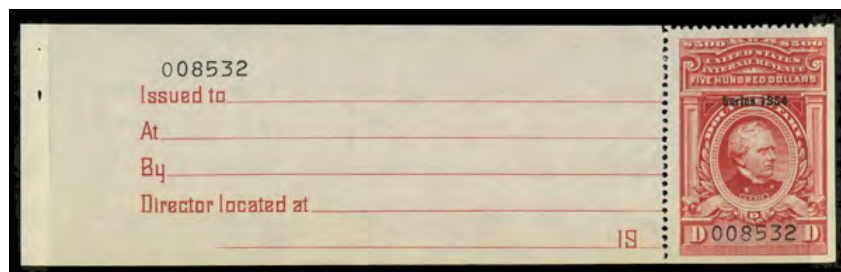 008532
Issued to
At
By
Director located at
19
$500 $500
UNITED STATES
INTERNAL REVENUE
FIVE HUNDRED DOLLARS
Series 1954
DOCUMENTARY
D 008532 D